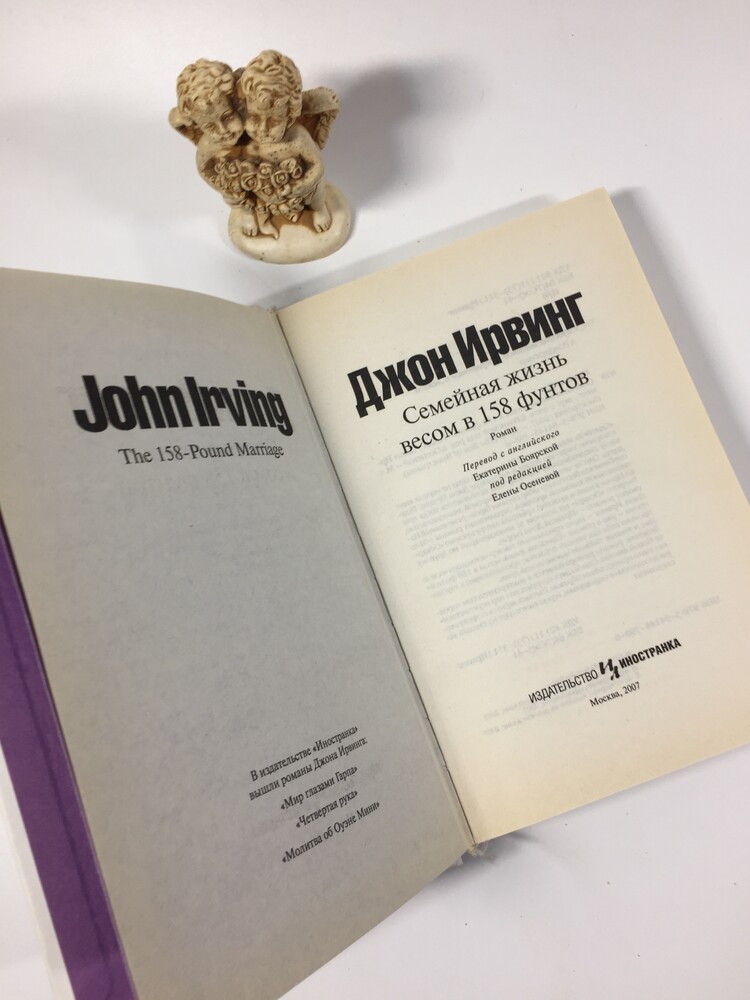 John Irving
The 158-Pound Marriage
В издательстве «Иностранка»
вышли романы Джона Ирвинга:
«Мир глазами Гарпа»
«Четвертая рука»
«Молитва об Оуэне Мини»
Джон Ирвинг
Семейная жизнь
весом в 158 фунтов
Роман
Перевод с английского
Екатерины Боярской
под редакцией
Елены Осеневой
ИЗДАТЕЛЬСТВО ИЛ ИНОСТРАНКА
Москва, 2007